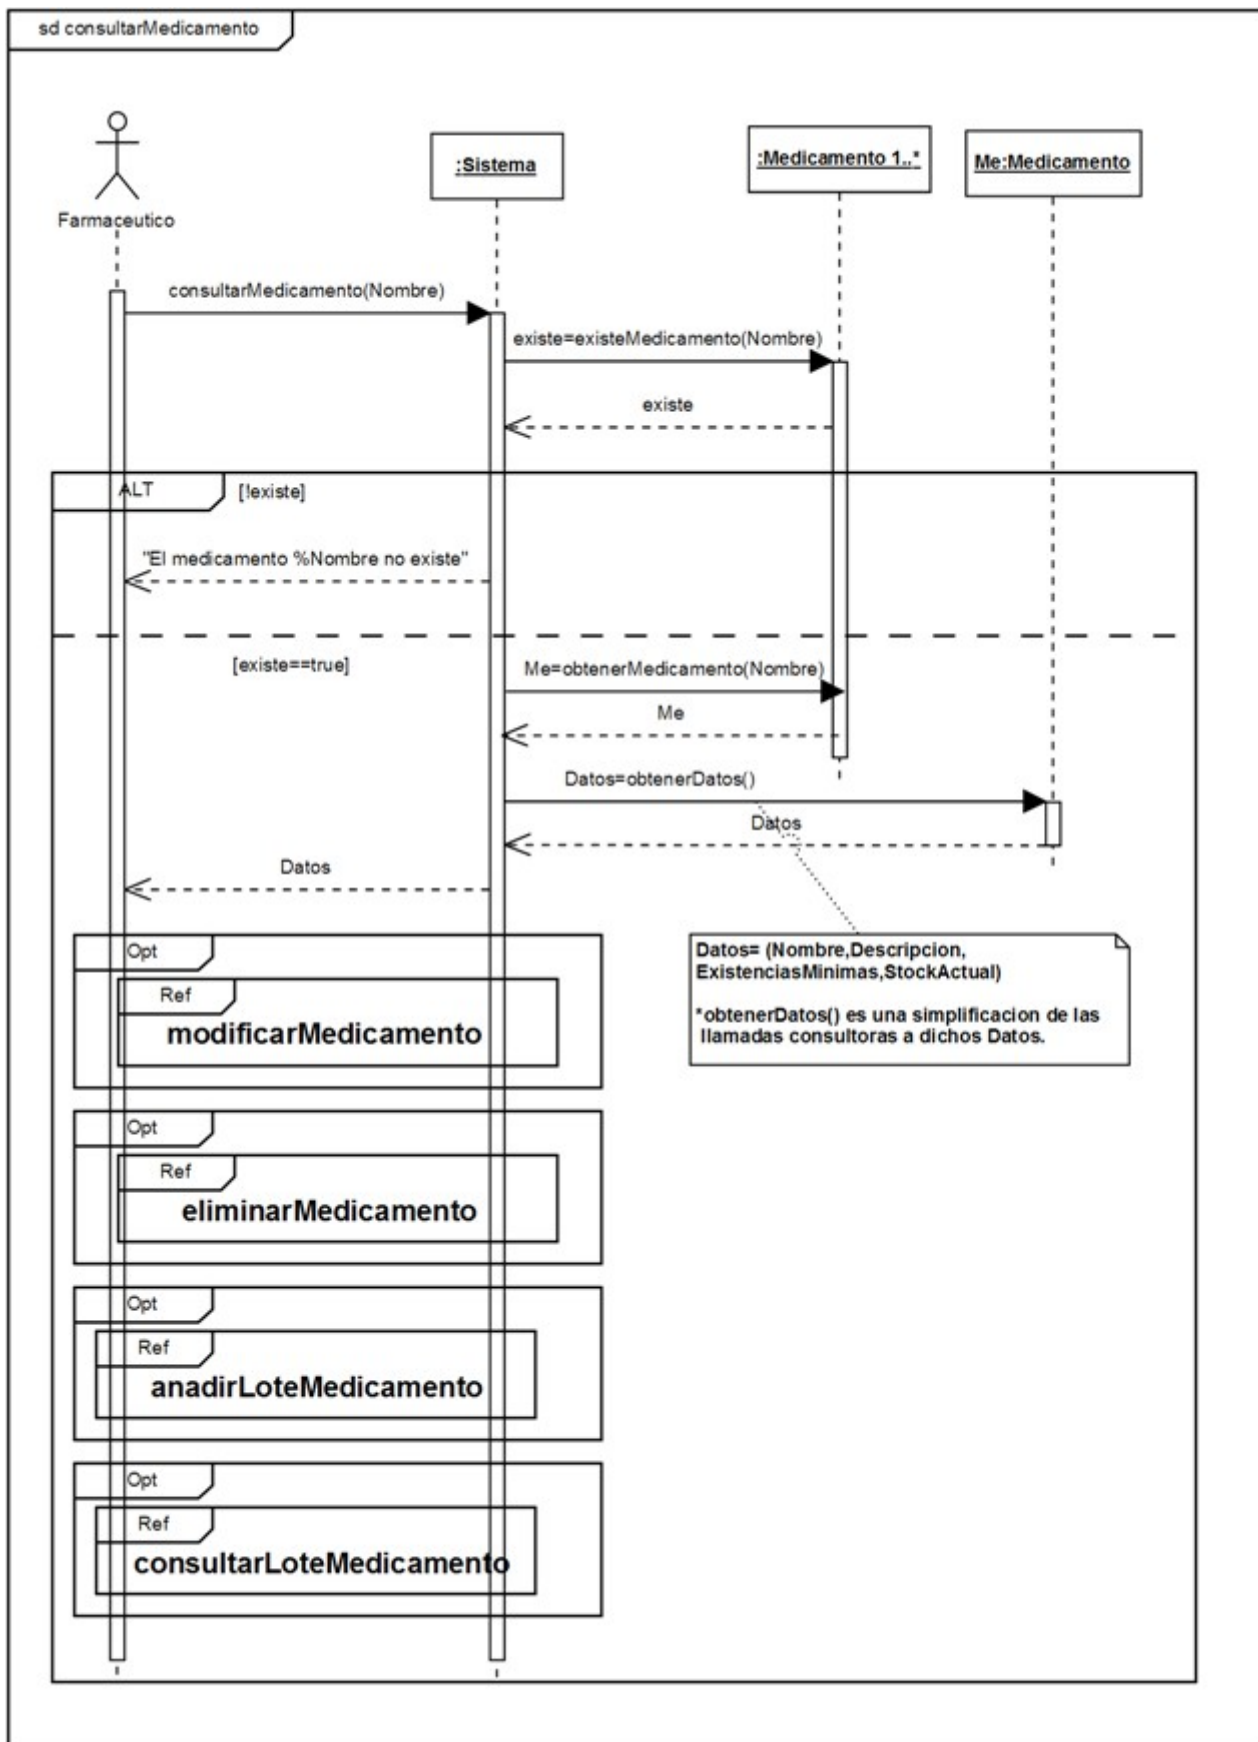 sd consultarMedicamento
:Sistema
:Medicamento 1..*
Me:Medicamento
Farmaceutico
consultarMedicamento(Nombre)
existe=existeMedicamento(Nombre)
existe
ALT
[!existe]
"El medicamento %Nombre no existe"
[existe==true]
Me=obtenerMedicamento(Nombre)
Me
Datos=obtenerDatos()
Datos
Datos
Opt
Ref
modificarMedicamento
Datos= (Nombre,Descripcion,
ExistenciasMinimas,StockActual)
*obtenerDatos() es una simplificacion de las
llamadas consultoras a dichos Datos.
Opt
Ref
eliminarMedicamento
Opt
Ref
anadirLoteMedicamento
Opt
Ref
consultarLoteMedicamento